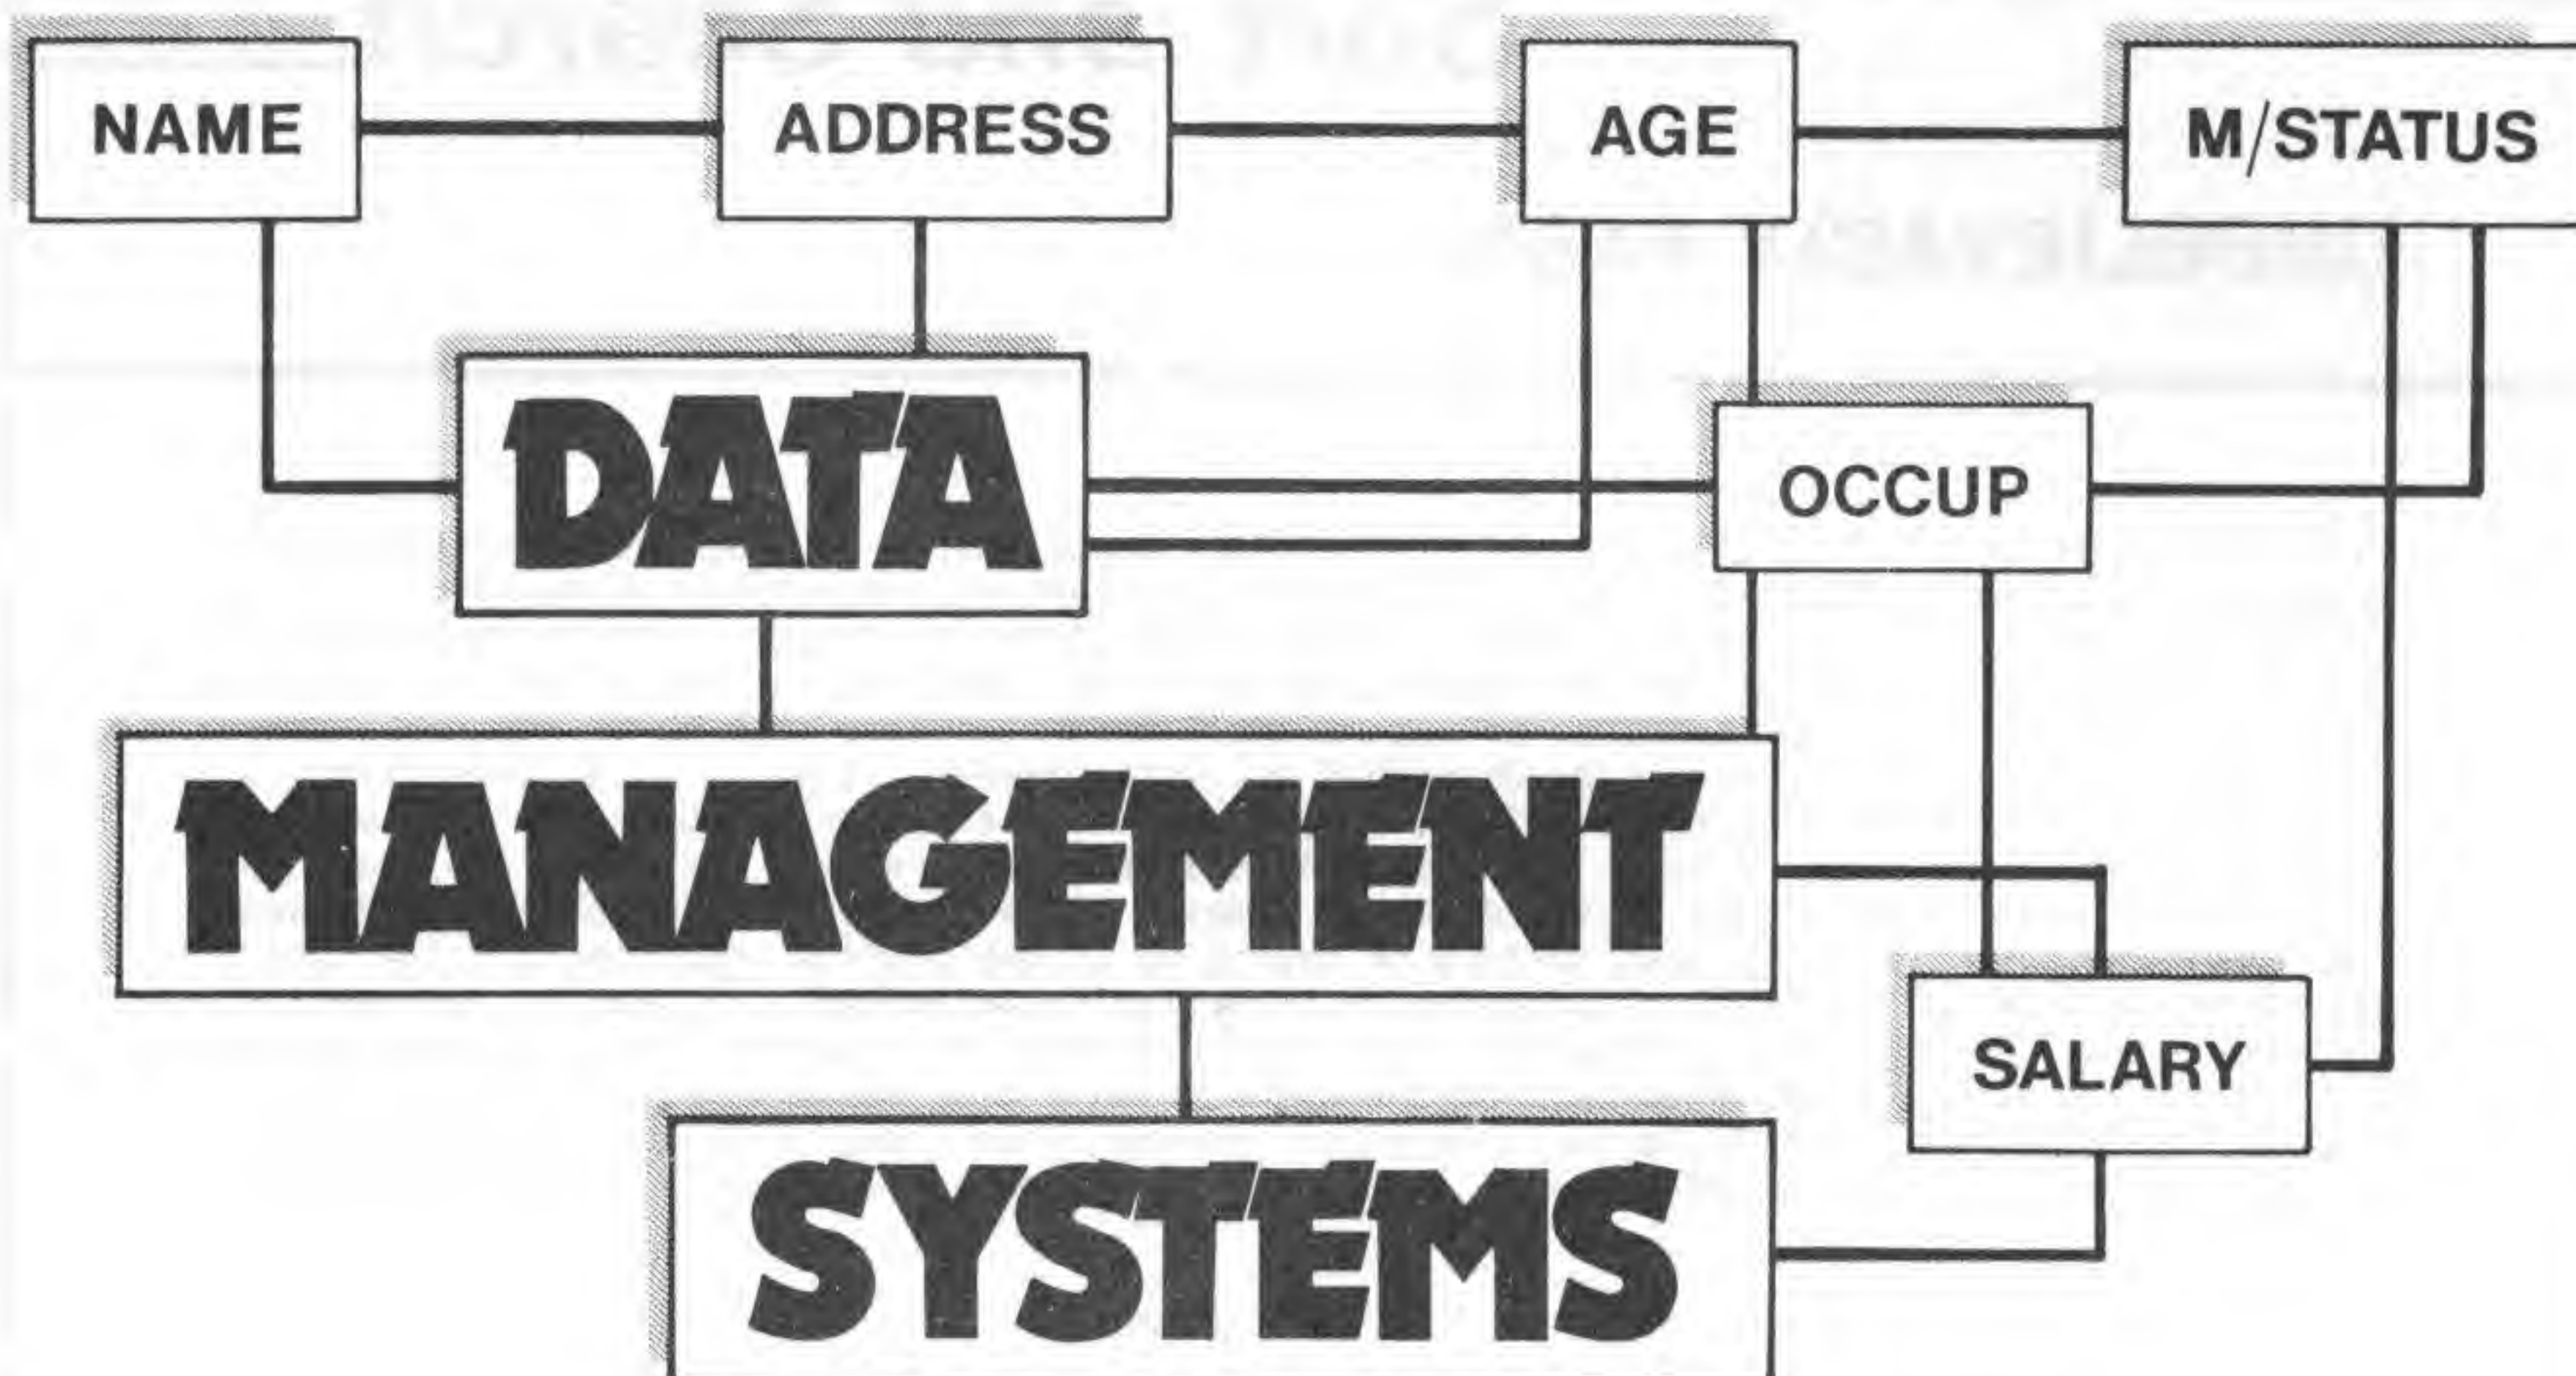 NAME ADDRESS AGE M/STATUS
DATA
OCCUP
MANAGEMENT
SALARY
SYSTEMS